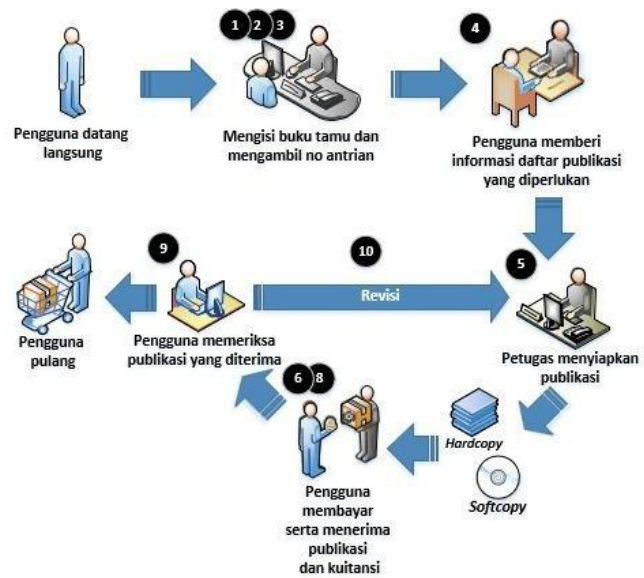 1 2 3
4
Pengguna datang
langsung
Mengisi buku tamu dan
mengambil no antrian
Pengguna memberi
informasi daftar publikasi
yang diperlukan
9
10
5
Revisi
Pengguna
pulang
Pengguna memeriksa
publikasi yang diterima
Petugas menyiapkan
publikasi
6 8
Hardcopy
Softcopy
Pengguna
membayar
serta menerima
publikasi
dan kuitansi